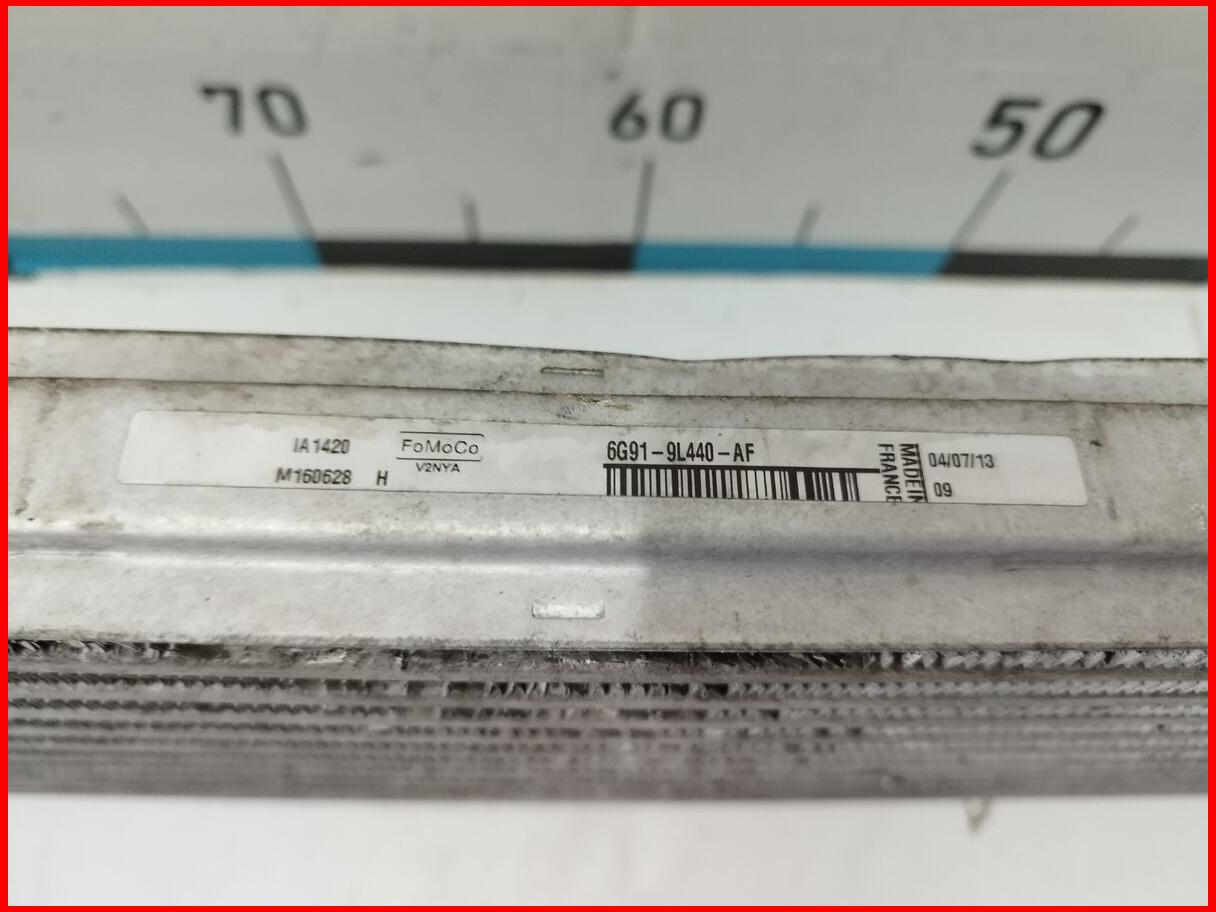 70 60 50
IA1420
M160628 H
FoMoCo
V2NYA
6G91-9L440-AF
MADE IN
FRANCE
04/07/13
09